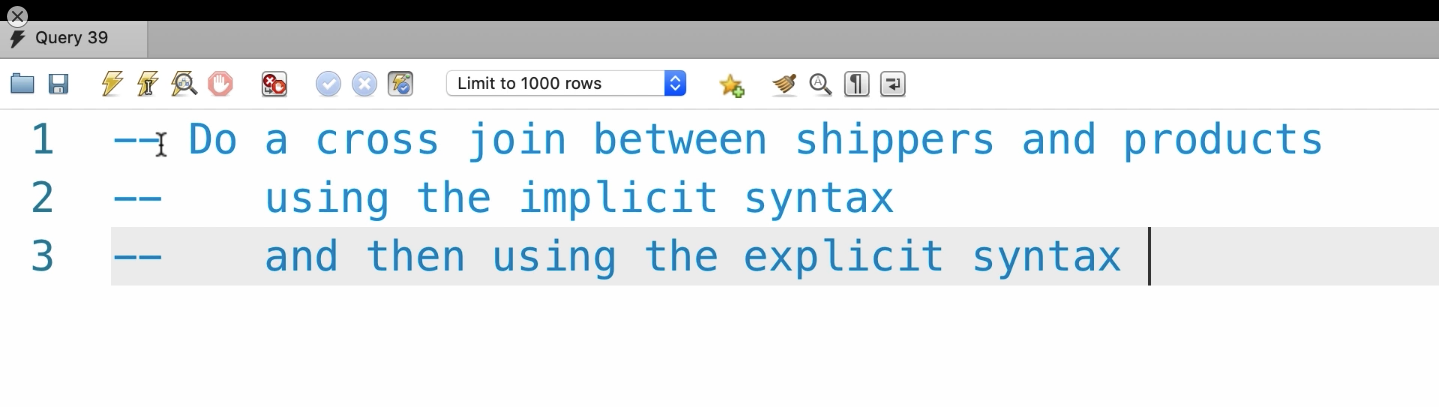 Query 39
Limit to 1000 rows
1 -- Do a cross join between shippers and products
2 -- using the implicit syntax
3 -- and then using the explicit syntax